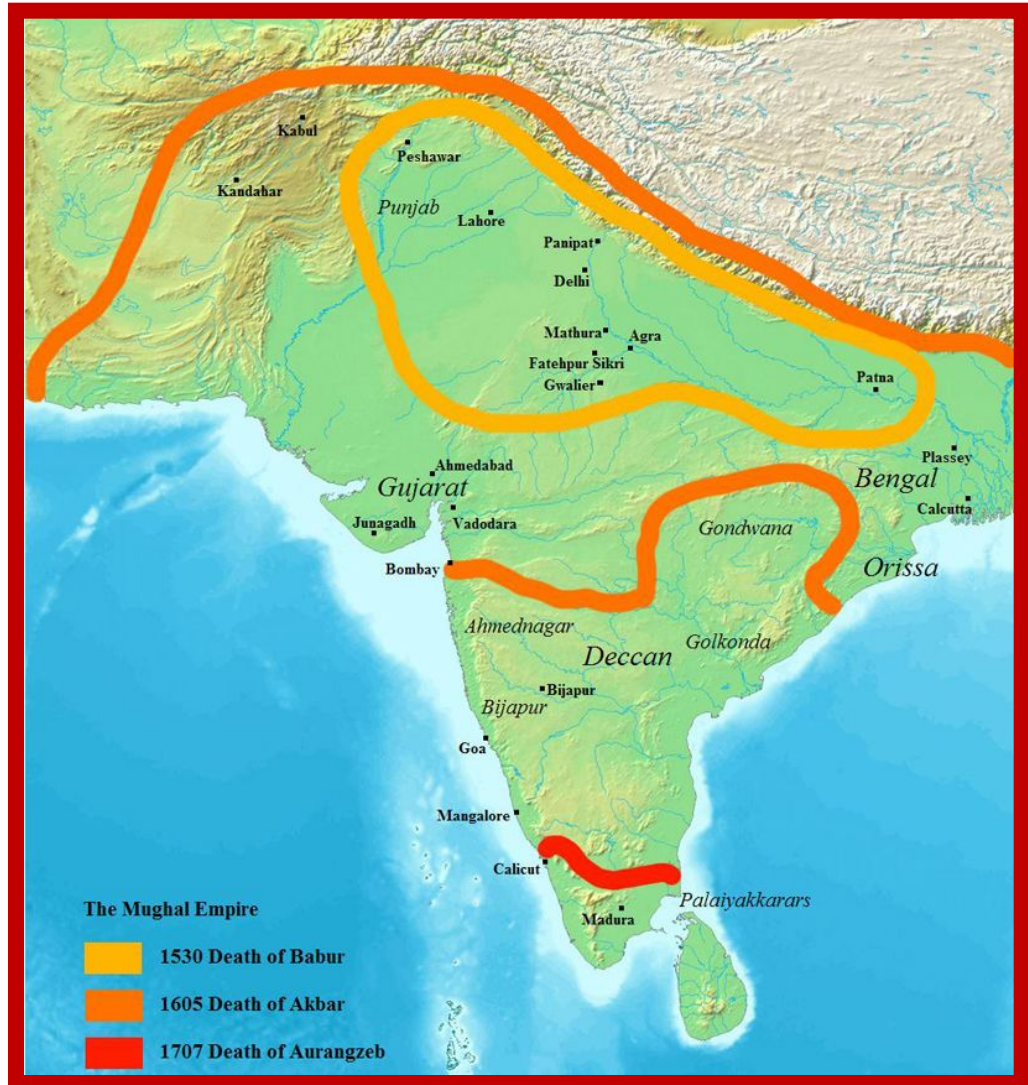 Kabul
Peshawar
Kandahar
Punjab
Lahore
Panipat
Delhi
Mathura
Agra
Fatehpur Sikri
Gwalier
Patna
Plassey
Ahmedabad
Bengal
Gujarat
Calcutta
Vadodara
Junagadh
Gondwana
Bombay
Orissa
Ahmednagar
Golkonda
Deccan
Bijapur
Bijapur
Goa
Mangalore
Calicut
Palaiyakkarars
Madura
The Mughal Empire
1530 Death of Babur
1605 Death of Akbar
1707 Death of Aurangzeb